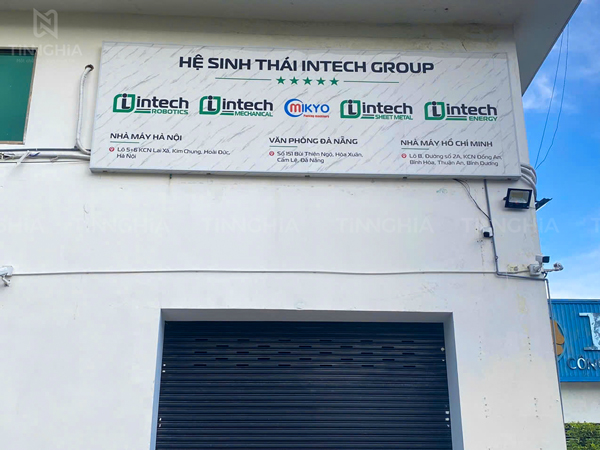 TINNGHIA
HỆ SINH THÁI INTECH GROUP
intech ROBOTICS
intech MECHANICAL
MIKYO
intech SHEET METAL
intech ENERGY
NHÀ MÁY HÀ NỘI
Lô 5+6 KCN Lai Xá, Kim Chung, Hoài Đức,
Hà Nội
VĂN PHÒNG ĐÀ NẴNG
Số 151 Bùi Thiện Ngộ, Hòa Xuân,
Cẩm Lệ, Đà Nẵng
NHÀ MÁY HỒ CHÍ MINH
Lô B, Đường số 2A, KCN Đồng An,
Bình Hòa, Thuận An, Bình Dương